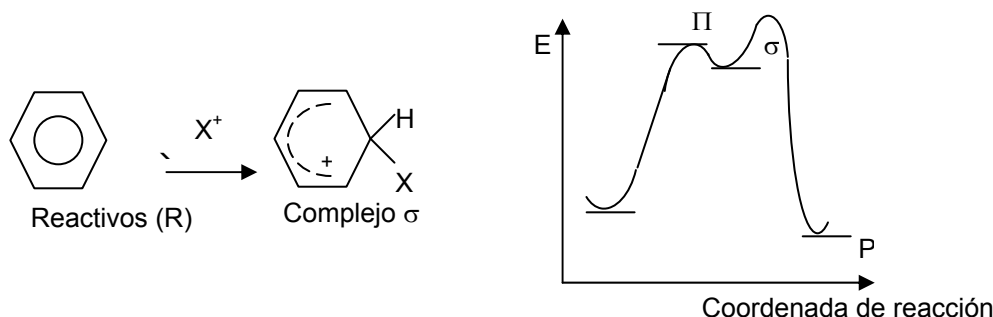 X+
H
+
X
Reactivos (R)
Complejo σ
E
Π
σ
P
Coordenada de reacción